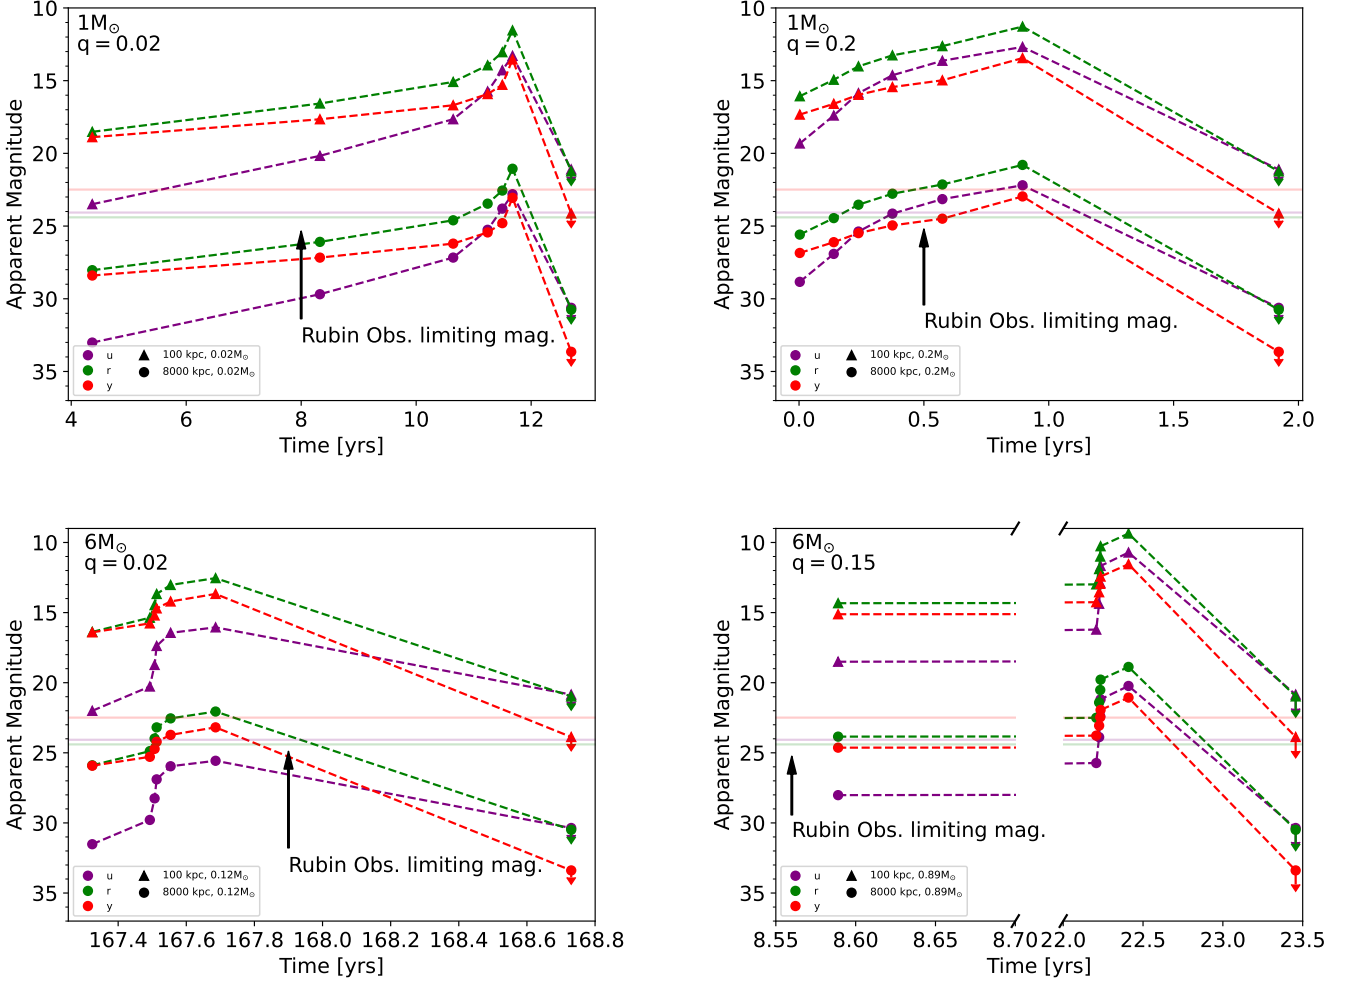 1M⊙
q = 0.02
Apparent Magnitude
10
15
20
25
30
35
Rubin Obs. limiting mag.
u
r
y
100 kpc, 0.02M⊙
8000 kpc, 0.02M⊙
4 6 8 10 12
Time [yrs]
1M⊙
q = 0.2
Apparent Magnitude
10
15
20
25
30
35
Rubin Obs. limiting mag.
u
r
y
100 kpc, 0.2M⊙
8000 kpc, 0.2M⊙
0.0 0.5 1.0 1.5 2.0
Time [yrs]
6M⊙
q = 0.02
Apparent Magnitude
10
15
20
25
30
35
Rubin Obs. limiting mag.
u
r
y
100 kpc, 0.12M⊙
8000 kpc, 0.12M⊙
167.4 167.6 167.8 168.0 168.2 168.4 168.6 168.8
Time [yrs]
6M⊙
q = 0.15
Apparent Magnitude
10
15
20
25
30
35
Rubin Obs. limiting mag.
u
r
y
100 kpc, 0.89M⊙
8000 kpc, 0.89M⊙
8.55 8.60 8.65 8.70 22.0 22.5 23.0 23.5
Time [yrs]